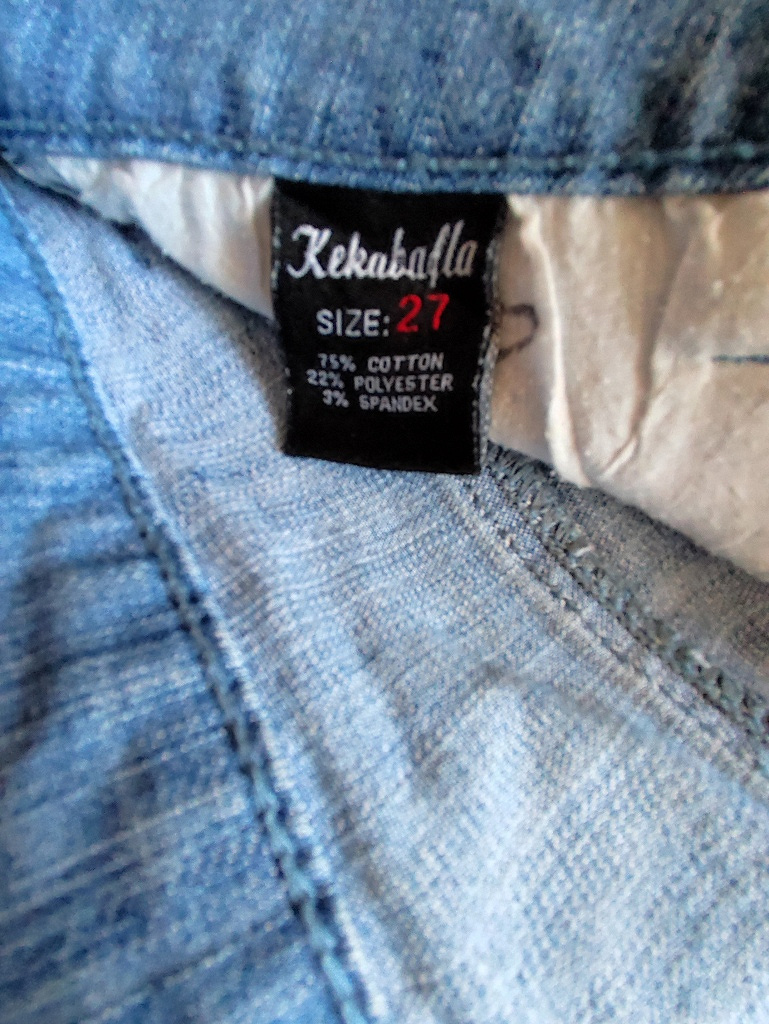 Kekabafla
SIZE: 27
75% COTTON
22% POLYESTER
3% SPANDEX